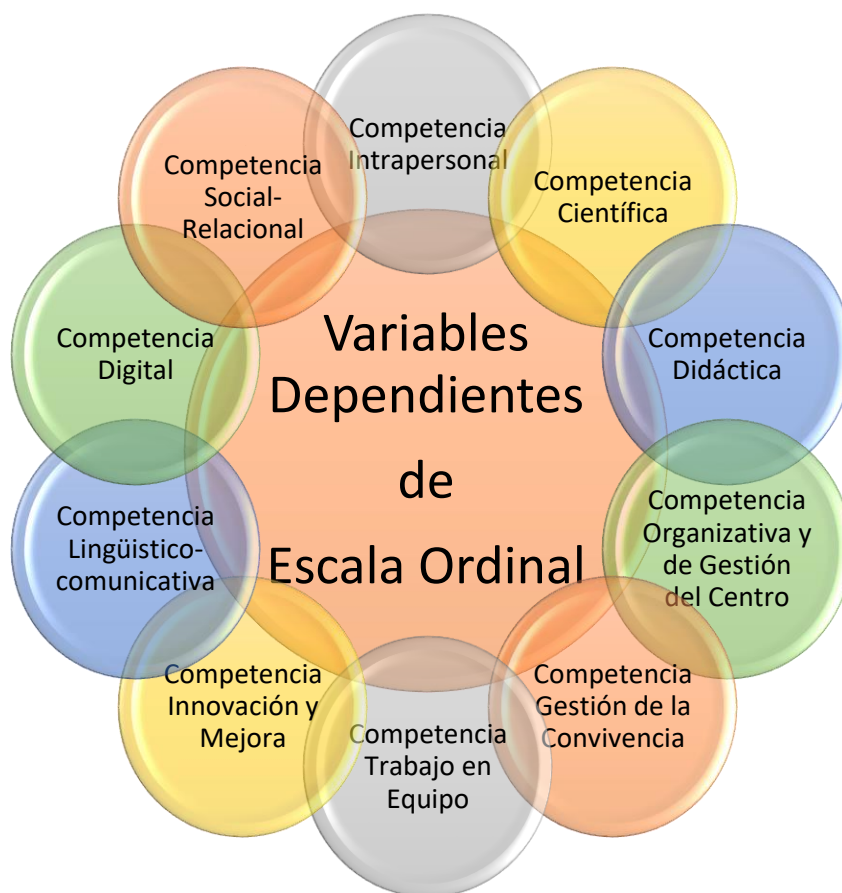 Variables
Dependientes
de
Escala Ordinal
Competencia
Intrapersonal
Competencia
Científica
Competencia
Didáctica
Competencia
Organizativa y
de Gestión
del Centro
Competencia
Gestión de la
Convivencia
Competencia
Trabajo en
Equipo
Competencia
Innovación y
Mejora
Competencia
Lingüistico-
comunicativa
Competencia
Digital
Competencia
Social-
Relacional